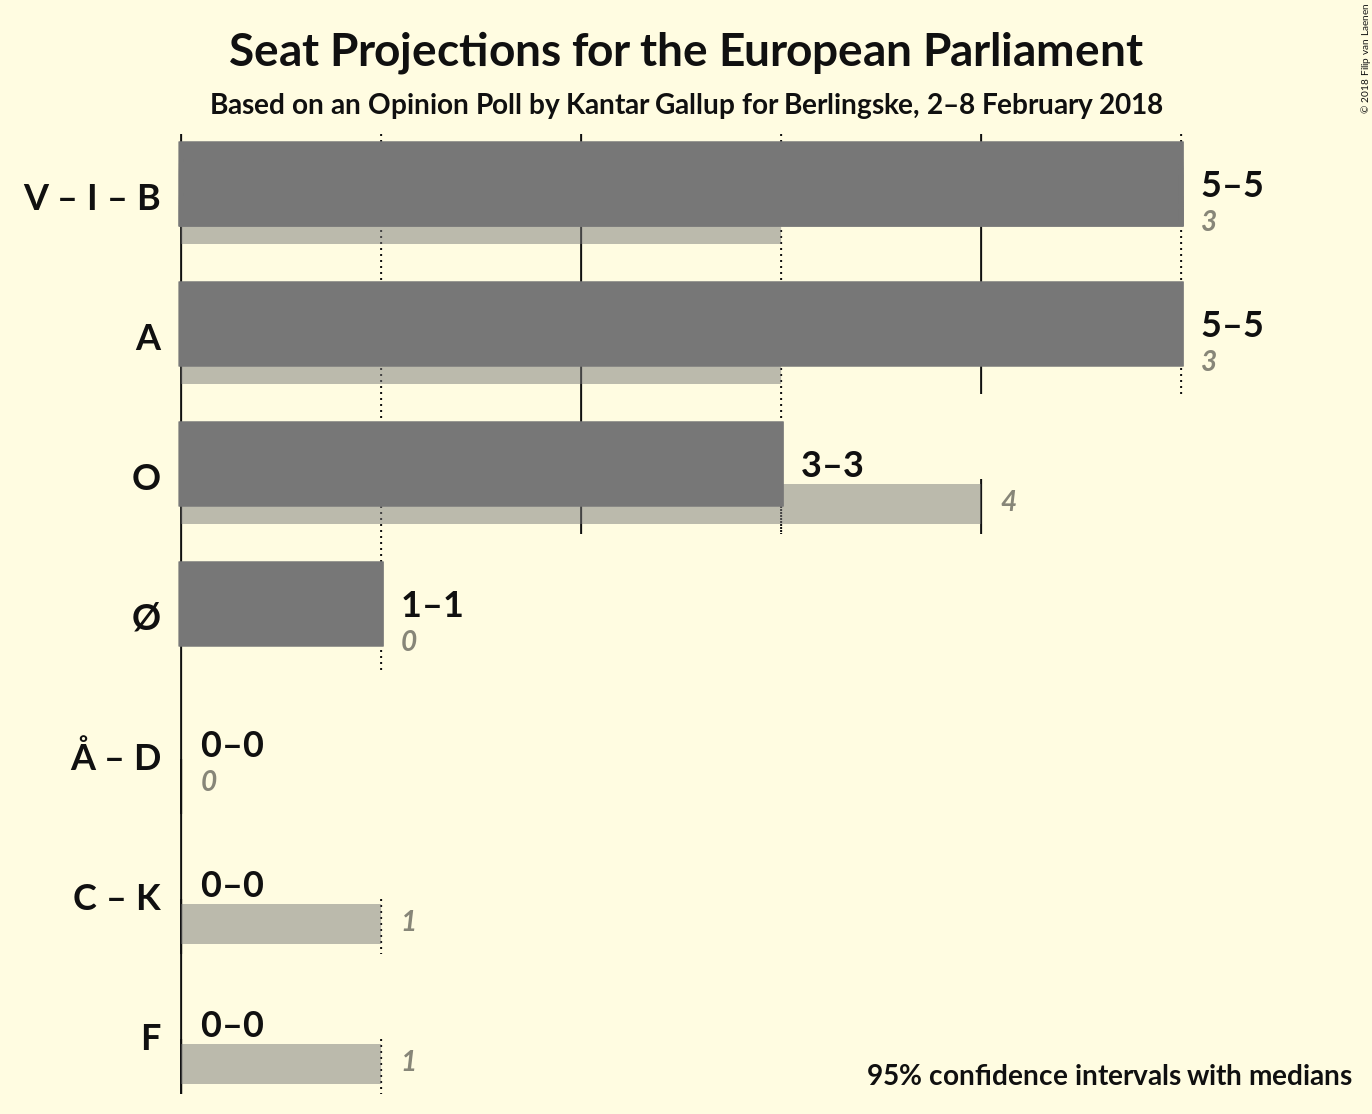 Seat Projections for the European Parliament
Based on an Opinion Poll by Kantar Gallup for Berlingske, 2–8 February 2018
© 2018 Filip van Laenen
V – I – B
5–5
3
A
5–5
3
O
3–3
4
Ø
1–1
0
Å – D
0–0
0
C – K
0–0
1
F
0–0
1
95% confidence intervals with medians